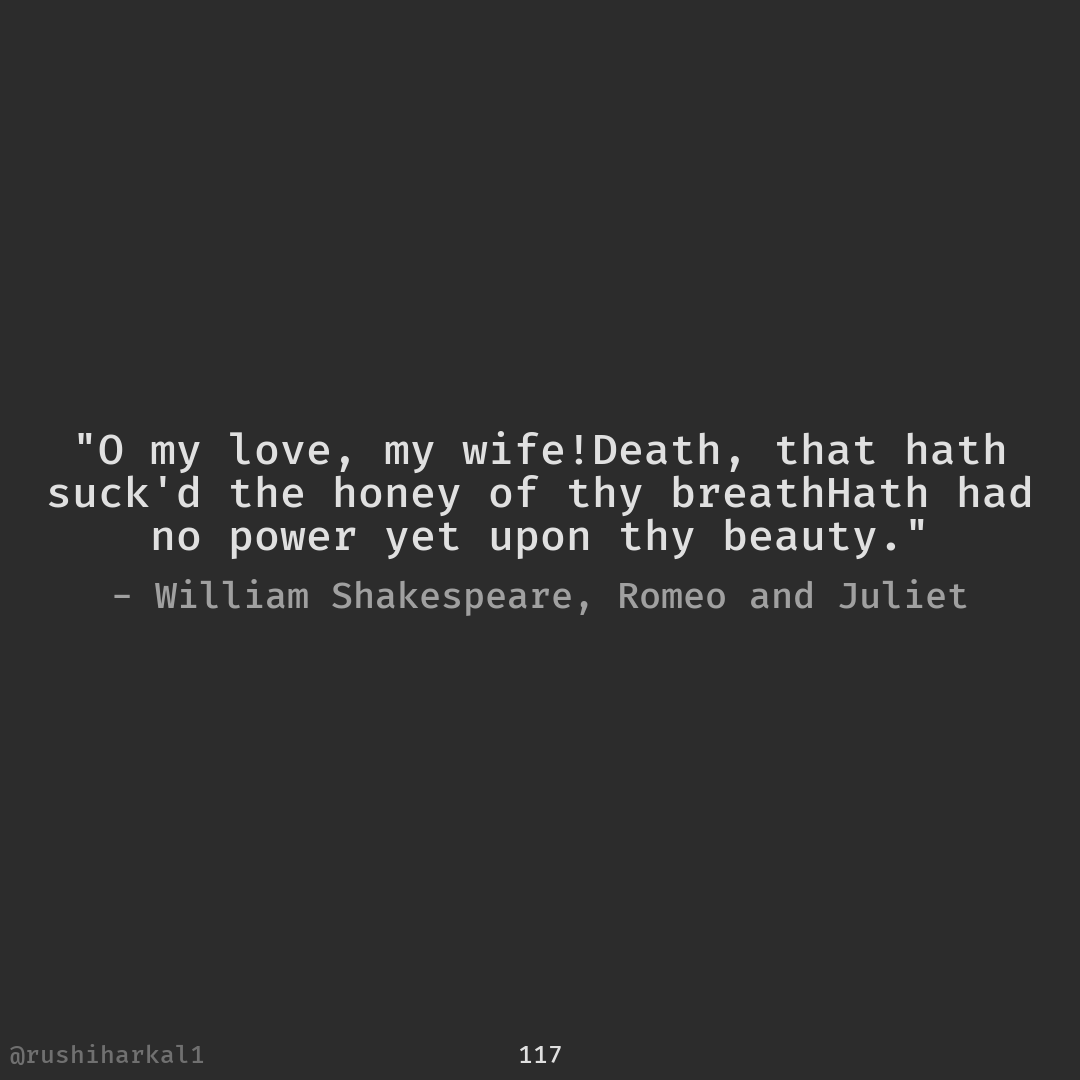 "O my love, my wife!Death, that hath
suck'd the honey of thy breathHath had
no power yet upon thy beauty."
– William Shakespeare, Romeo and Juliet
@rushiharkal1
117